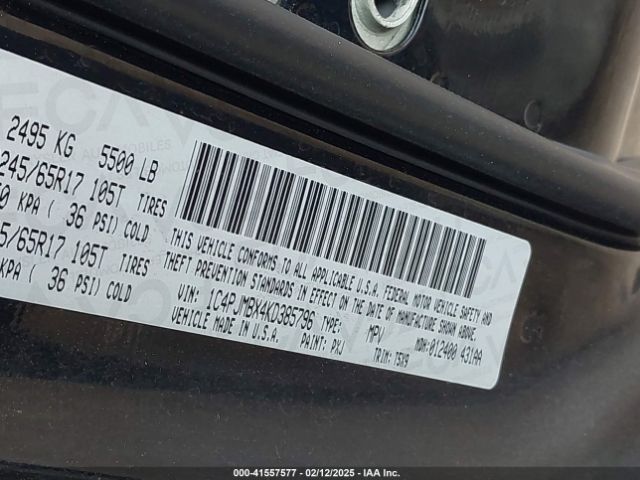 2495 KG 5500 LB
245/65R17 105T TIRES
KPA ( 36 PSI) COLD
5/65R17 105T TIRES
KPA ( 36 PSI) COLD
THIS VEHICLE CONFORMS TO ALL APPLICABLE U.S.A. FEDERAL MOTOR VEHICLE SAFETY, AND
THEFT PREVENTION STANDARDS IN EFFECT ON THE DATE OF MANUFACTURE SHOWN ABOVE.
VIN: 1C4PJMBX4KD385796 TYPE: MPV MDH:012400 431AA
VEHICLE MADE IN U.S.A. PAINT: PXJ TRIM: T5X9
000-41557577 - 02/12/2025 - IAA Inc.